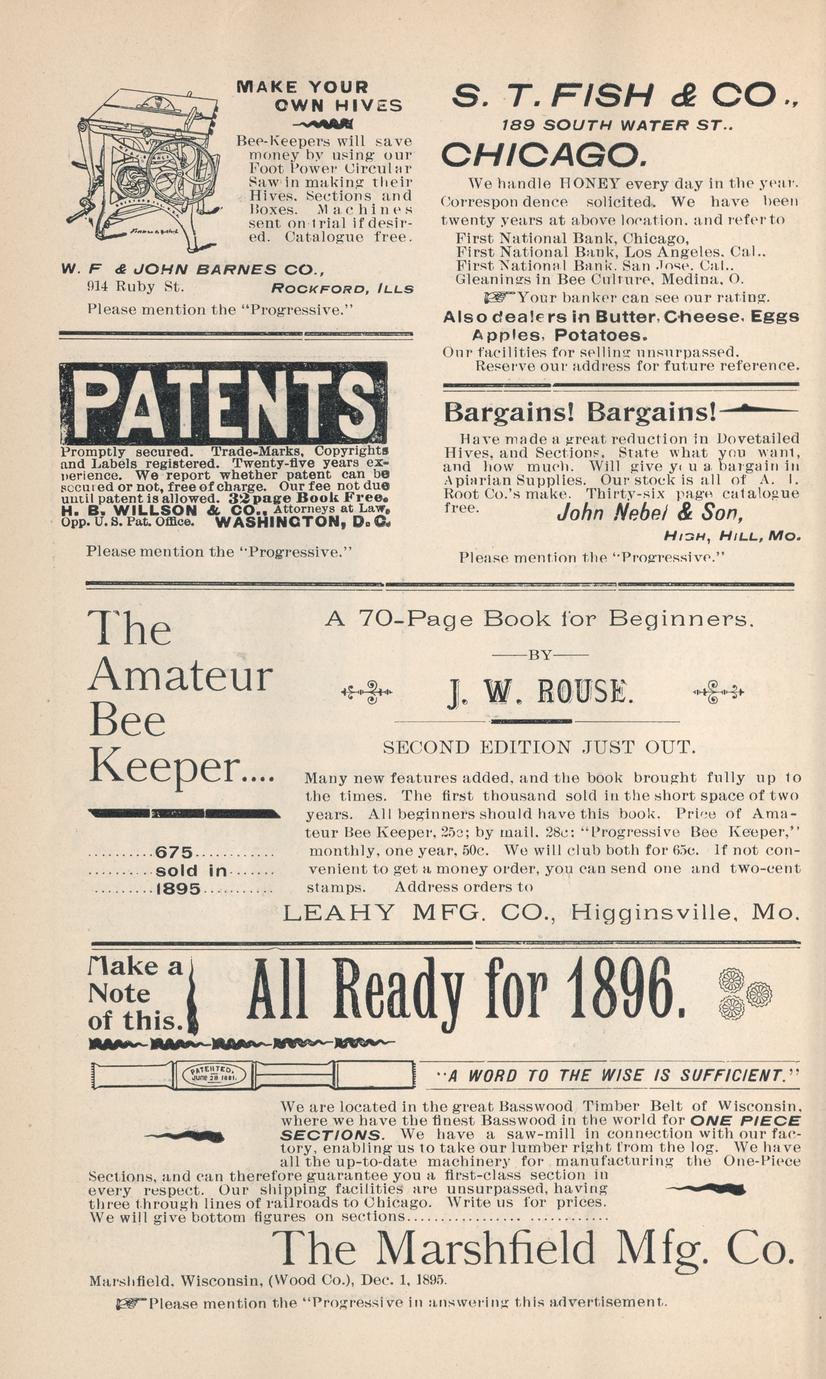 MAKE YOUR
OWN HIVES
Bee-Keepers will save
money by using our
Foot Power Circular
Saw in making their
Hives, Sections and
Boxes. Machines
sent on trial if desir-
ed. Catalogue free.
W. F & JOHN BARNES CO.,
914 Ruby St. ROCKFORD, ILLS
Please mention the "Progressive."
PATENTS
Promptly secured. Trade-Marks, Copyrights
and Labels registered. Twenty-five years ex-
perience. We report whether patent can be
secured or not, free of charge. Our fee not due
until patent is allowed. 32 page Book Free.
H. B. WILLSON & CO., Attorneys at Law,
Opp. U. S. Pat. Office. WASHINGTON, D. C.
Please mention the "Progressive."
S. T. FISH & CO.,
189 SOUTH WATER ST..
CHICAGO.
We handle HONEY every day in the year.
Correspon dence solicited. We have been
twenty years at above location. and refer to
First National Bank, Chicago,
First National Bank, Los Angeles. Cal..
First National Bank. San Jose. Cal..
Gleanings in Bee Culture, Medina, O.
Your banker can see our rating.
Also dealers in Butter, Cheese, Eggs
Apples, Potatoes.
Our facilities for selling unsurpassed.
Reserve our address for future reference.
Bargains! Bargains!
Have made a great reduction in Dovetailed
Hives, and Sections, State what you want,
and how much. Will give yo u a bargain in
Apiarian Supplies. Our stock is all of A. I.
Root Co.'s make. Thirty-six page catalogue
free. John Nebel & Son,
HIGH, HILL, MO.
Please mention the "Progressive."
The
Amateur
Bee
Keeper....
675
sold in
1895
A 70-Page Book for Beginners.
BY
J. W. ROUSE.
SECOND EDITION JUST OUT.
Many new features added, and the book brought fully up to
the times. The first thousand sold in the short space of two
years. All beginners should have this book. Price of Ama-
teur Bee Keeper, 25c; by mail. 28c: "Progressive Bee Keeper,"
monthly, one year, 50c. We will club both for 65c. If not con-
venient to get a money order, you can send one and two-cent
stamps. Address orders to
LEAHY MFG. CO., Higginsville, Mo.
Make a
Note
of this.
All Ready for 1896.
PATENTED,
June 28 1881.
"A WORD TO THE WISE IS SUFFICIENT."
We are located in the great Basswood Timber Belt of Wisconsin,
where we have the finest Basswood in the world for ONE PIECE
SECTIONS. We have a saw-mill in connection with our fac-
tory, enabling us to take our lumber right from the log. We have
all the up-to-date machinery for manufacturing the One-Piece
Sections, and can therefore guarantee you a first-class section in
every respect. Our shipping facilities are unsurpassed, having
three through lines of railroads to Chicago. Write us for prices.
We will give bottom figures on sections.........................
The Marshfield Mfg. Co.
Marshfield, Wisconsin, (Wood Co.), Dec. 1, 1895.
Please mention the "Progressive in answering this advertisement.